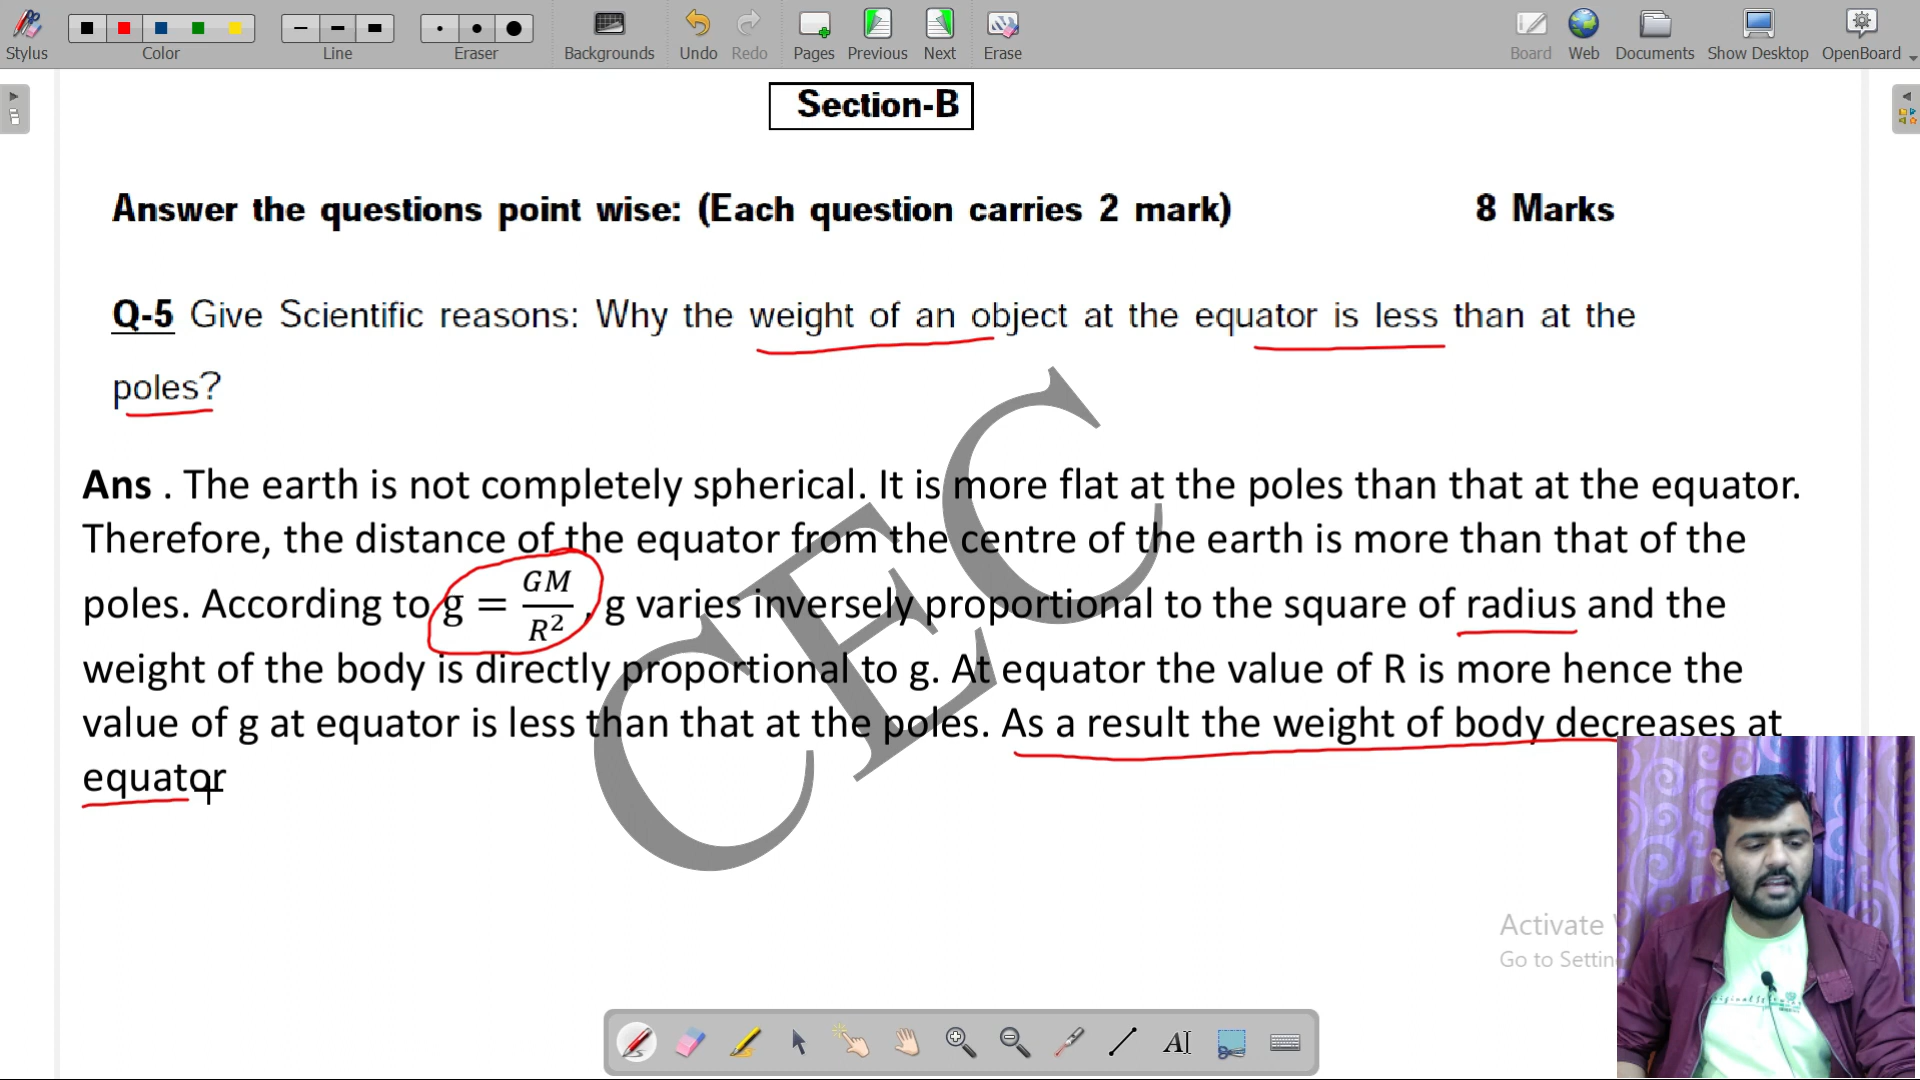 Stylus Color Line Eraser Backgrounds Undo Redo Pages Previous Next Erase Board Web Documents Show Desktop OpenBoard
Section-B
Answer the questions point wise: (Each question carries 2 mark) 8 Marks
Q-5 Give Scientific reasons: Why the weight of an object at the equator is less than at the
poles?
Ans . The earth is not completely spherical. It is more flat at the poles than that at the equator.
Therefore, the distance of the equator from the centre of the earth is more than that of the
poles. According to g = GM/R², g varies inversely proportional to the square of radius and the
weight of the body is directly proportional to g. At equator the value of R is more hence the
value of g at equator is less than that at the poles. As a result the weight of body decreases at
equator
CEC
Activate
Go to